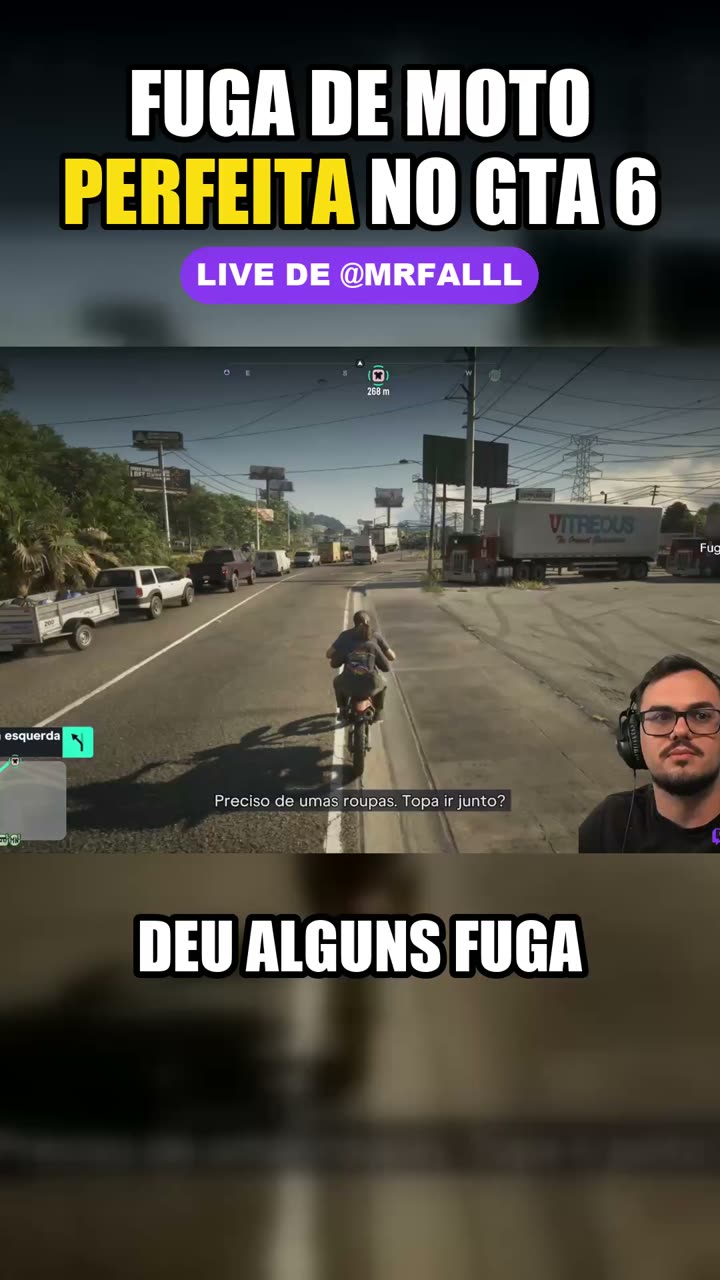 FUGA DE MOTO
PERFEITA NO GTA 6
LIVE DE @MRFALLL
E
S
W
268 m
VITREOUS
Fug
esquerda
Preciso de umas roupas. Topa ir junto?
DEU ALGUNS FUGA